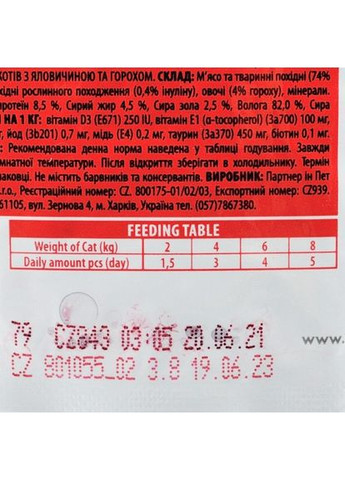 КОТІВ З ЯЛОВИЧИНОЮ ТА ГОРОХОМ. СКЛАД: М'ясо та тваринні похідні (74%
хідні рослинного походження (0,4% інуліну), овочі (4% гороху), мінерали.
ротеїн 8,5 %, Сирий жир 4,5 %, Сира зола 2,5 %, Волога 82,0 %
І НА 1 КГ: вітамін D3 (E671) 250 IU, вітамін E1 (α-tocopherol) (3a700) 100 мг,
г, йод (3b201) 0,7 мг, мідь (E4) 0,2 мг, таурин (3a370) 450 мг, біотин 0,1 мг.
: Рекомендована денна норма наведена у таблиці годування. Завжди
імнатної температури. Після відкриття зберігати в холодильнику. Термін
паковці. Не містить барвників та консервантів. ВИРОБНИК: Партнер ін Пет
r.o., Реєстраційний номер: CZ. 800175-01/02/03, Експортний номер: CZ939.
61105, вул. Зернова 4, м. Харків, Україна тел. (057)7867380.
FEEDING TABLE
Weight of Cat (kg) 2 4 6 8
Daily amount pcs (day) 1,5 3 4 5
79 CZ843 03:05 20.06.21
www.
CZ 801055_02 3.8 19.06.23